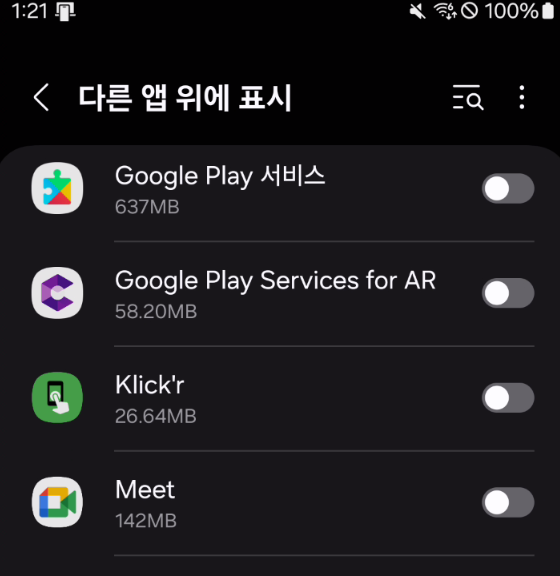 1:21 100%
다른 앱 위에 표시
Google Play 서비스
637MB
Google Play Services for AR
58.20MB
Klick'r
26.64MB
Meet
142MB